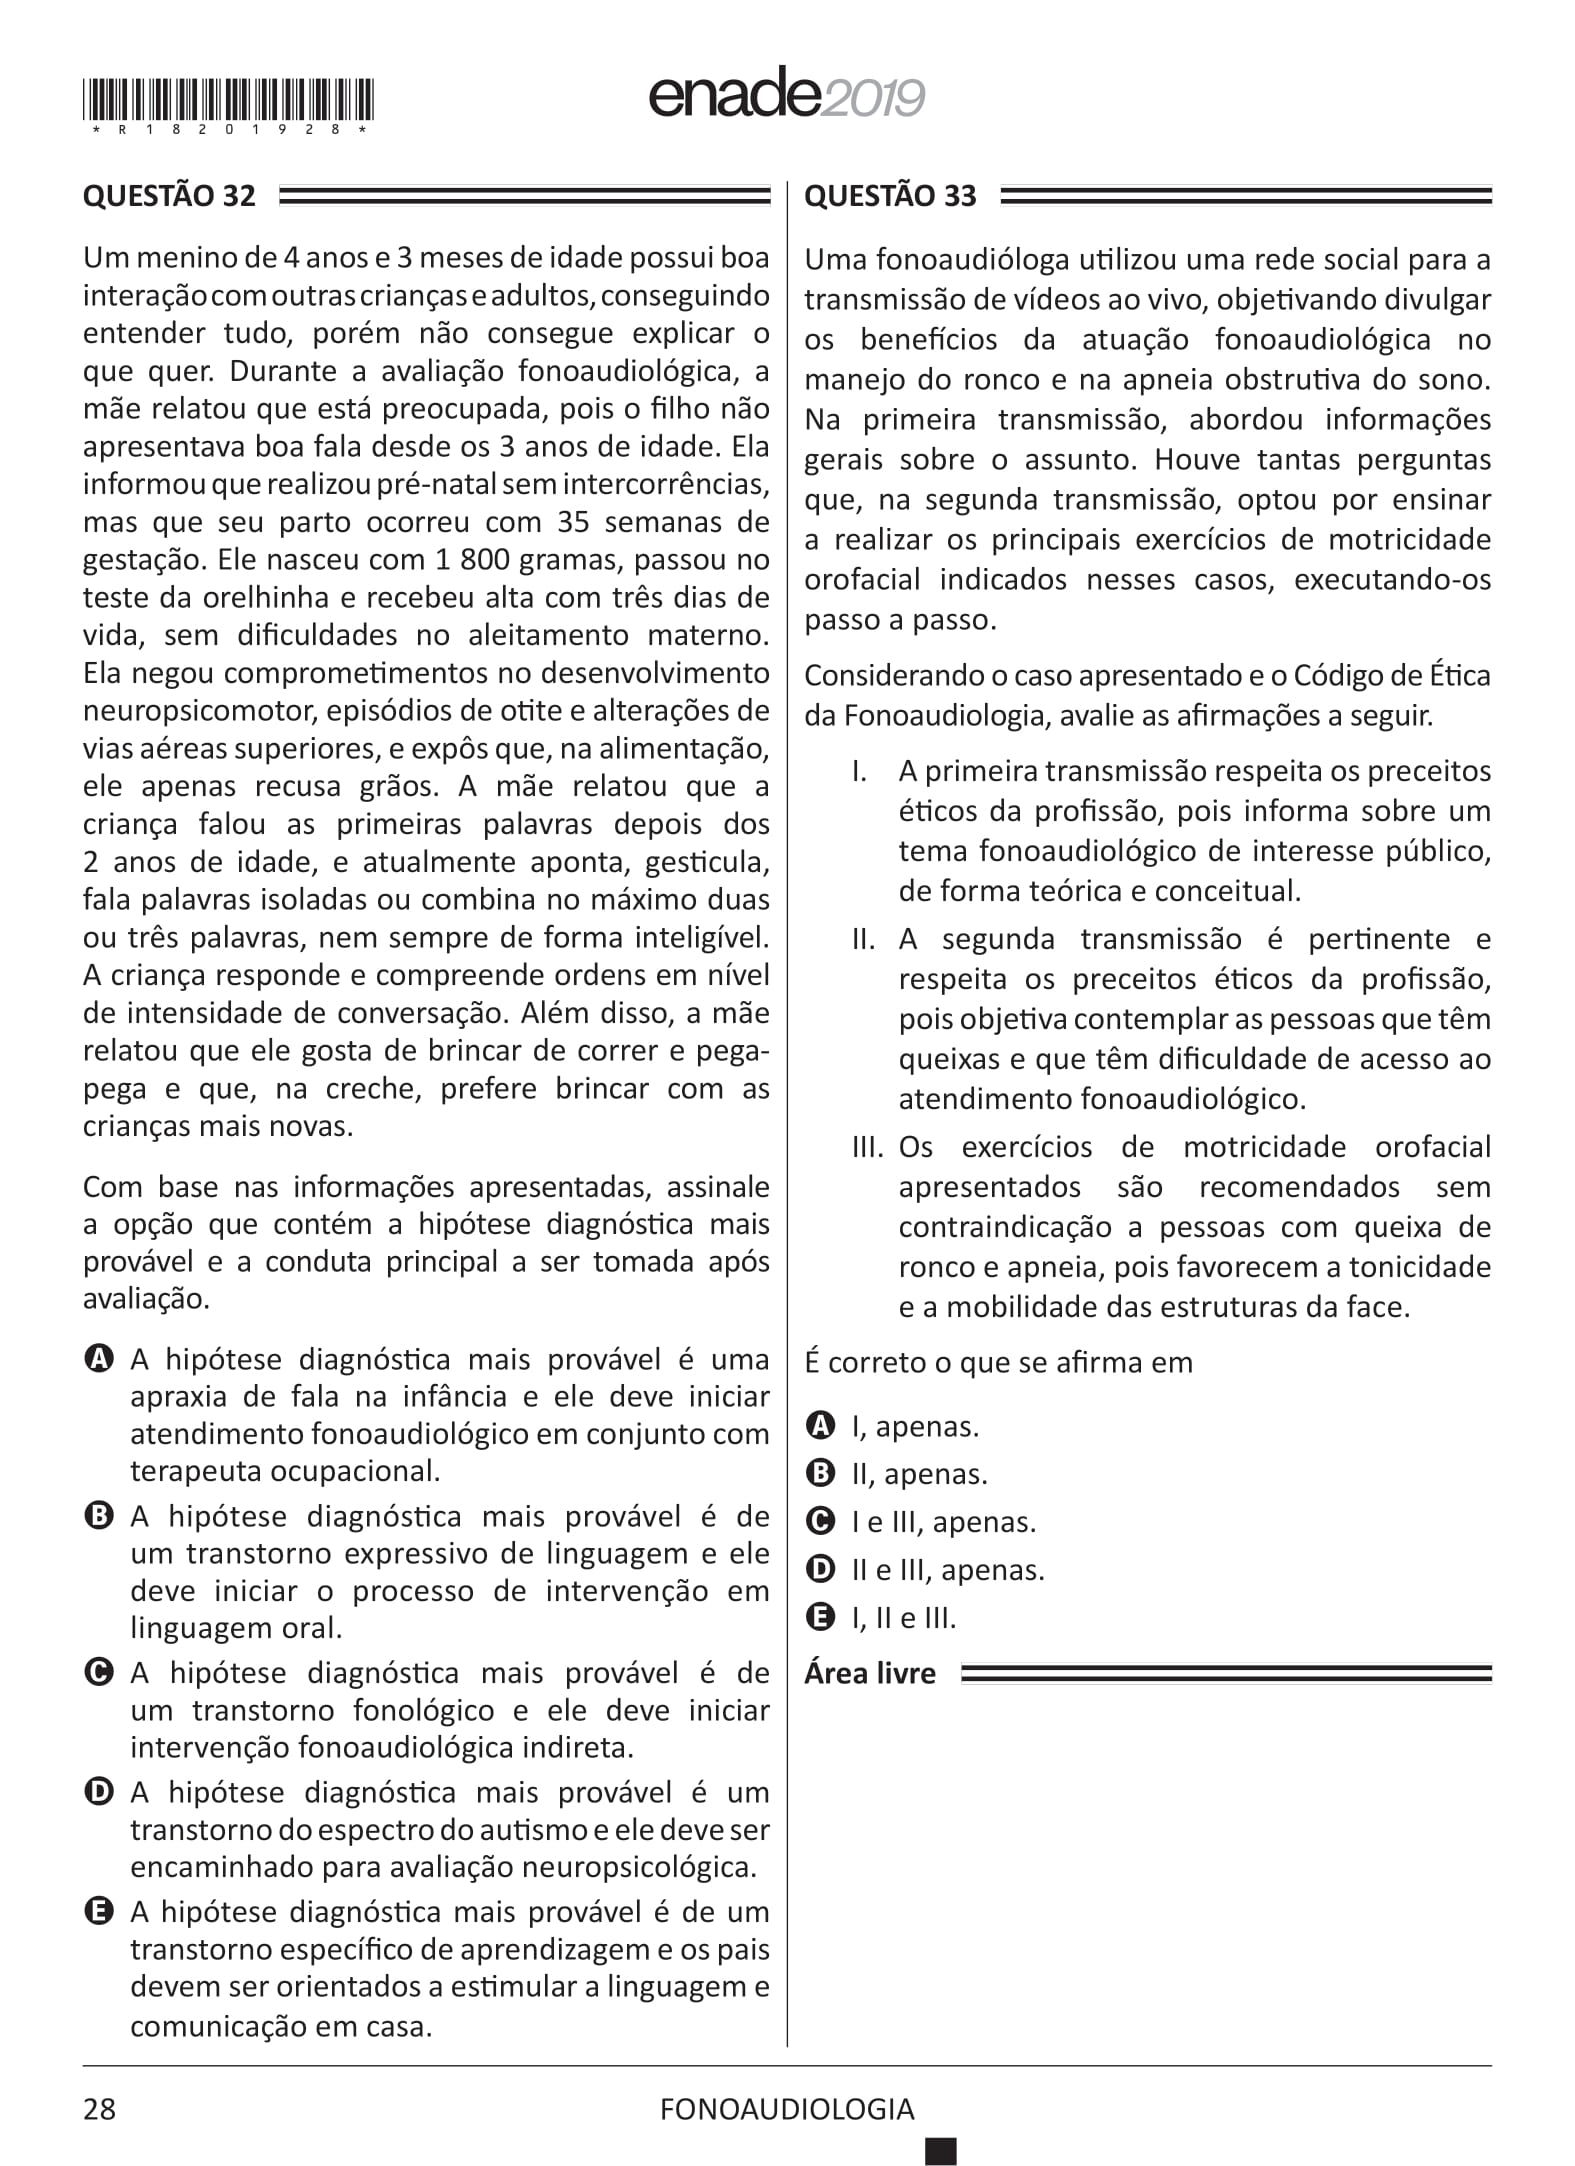 *R18201928*
enade2019
QUESTÃO 32
Um menino de 4 anos e 3 meses de idade possui boa
interação com outras crianças e adultos, conseguindo
entender tudo, porém não consegue explicar o
que quer. Durante a avaliação fonoaudiológica, a
mãe relatou que está preocupada, pois o filho não
apresentava boa fala desde os 3 anos de idade. Ela
informou que realizou pré-natal sem intercorrências,
mas que seu parto ocorreu com 35 semanas de
gestação. Ele nasceu com 1 800 gramas, passou no
teste da orelhinha e recebeu alta com três dias de
vida, sem dificuldades no aleitamento materno.
Ela negou comprometimentos no desenvolvimento
neuropsicomotor, episódios de otite e alterações de
vias aéreas superiores, e expôs que, na alimentação,
ele apenas recusa grãos. A mãe relatou que a
criança falou as primeiras palavras depois dos
2 anos de idade, e atualmente aponta, gesticula,
fala palavras isoladas ou combina no máximo duas
ou três palavras, nem sempre de forma inteligível.
A criança responde e compreende ordens em nível
de intensidade de conversação. Além disso, a mãe
relatou que ele gosta de brincar de correr e pega-
pega e que, na creche, prefere brincar com as
crianças mais novas.
Com base nas informações apresentadas, assinale
a opção que contém a hipótese diagnóstica mais
provável e a conduta principal a ser tomada após
avaliação.
A A hipótese diagnóstica mais provável é uma
apraxia de fala na infância e ele deve iniciar
atendimento fonoaudiológico em conjunto com
terapeuta ocupacional.
B A hipótese diagnóstica mais provável é de
um transtorno expressivo de linguagem e ele
deve iniciar o processo de intervenção em
linguagem oral.
C A hipótese diagnóstica mais provável é de
um transtorno fonológico e ele deve iniciar
intervenção fonoaudiológica indireta.
D A hipótese diagnóstica mais provável é um
transtorno do espectro do autismo e ele deve ser
encaminhado para avaliação neuropsicológica.
E A hipótese diagnóstica mais provável é de um
transtorno específico de aprendizagem e os pais
devem ser orientados a estimular a linguagem e
comunicação em casa.
QUESTÃO 33
Uma fonoaudióloga utilizou uma rede social para a
transmissão de vídeos ao vivo, objetivando divulgar
os benefícios da atuação fonoaudiológica no
manejo do ronco e na apneia obstrutiva do sono.
Na primeira transmissão, abordou informações
gerais sobre o assunto. Houve tantas perguntas
que, na segunda transmissão, optou por ensinar
a realizar os principais exercícios de motricidade
orofacial indicados nesses casos, executando-os
passo a passo.
Considerando o caso apresentado e o Código de Ética
da Fonoaudiologia, avalie as afirmações a seguir.
I. A primeira transmissão respeita os preceitos
éticos da profissão, pois informa sobre um
tema fonoaudiológico de interesse público,
de forma teórica e conceitual.
II. A segunda transmissão é pertinente e
respeita os preceitos éticos da profissão,
pois objetiva contemplar as pessoas que têm
queixas e que têm dificuldade de acesso ao
atendimento fonoaudiológico.
III. Os exercícios de motricidade orofacial
apresentados são recomendados sem
contraindicação a pessoas com queixa de
ronco e apneia, pois favorecem a tonicidade
e a mobilidade das estruturas da face.
É correto o que se afirma em
A I, apenas.
B II, apenas.
C I e III, apenas.
D II e III, apenas.
E I, II e III.
Área livre
28
FONOAUDIOLOGIA